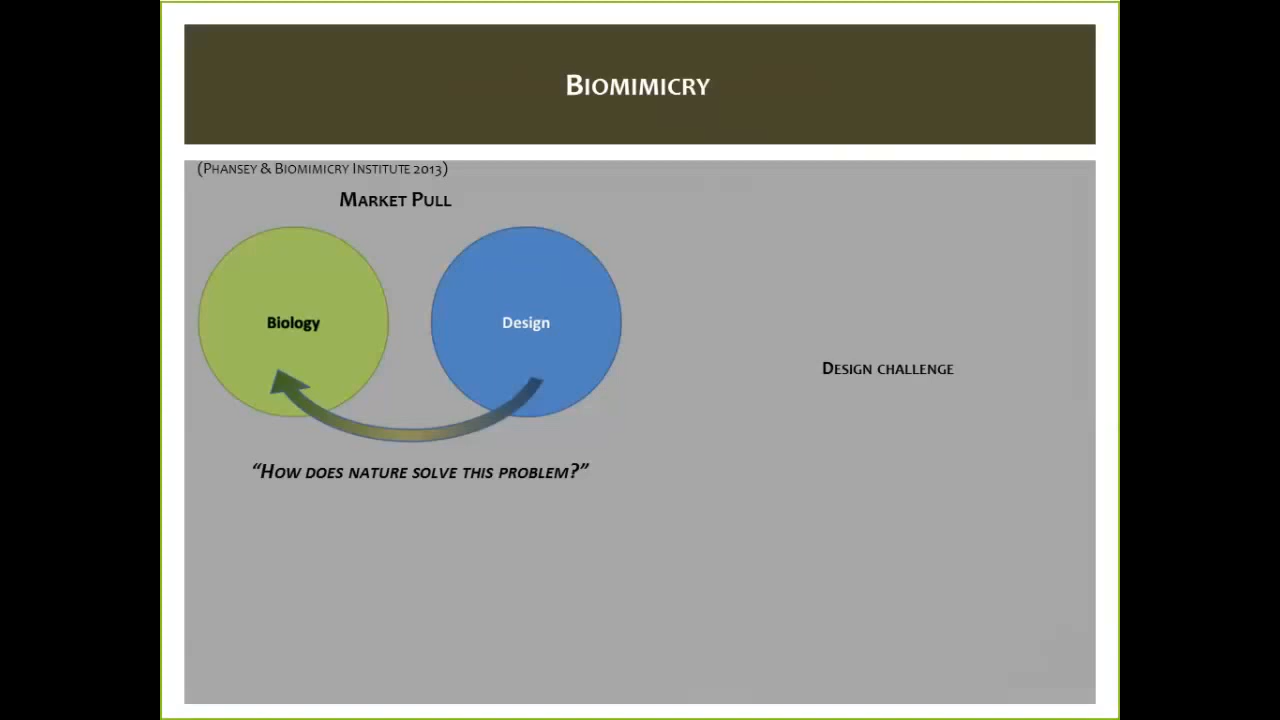 Biomimicry
(Phansey & Biomimicry Institute 2013)
Market Pull
Biology
Design
Design challenge
“How does nature solve this problem?”